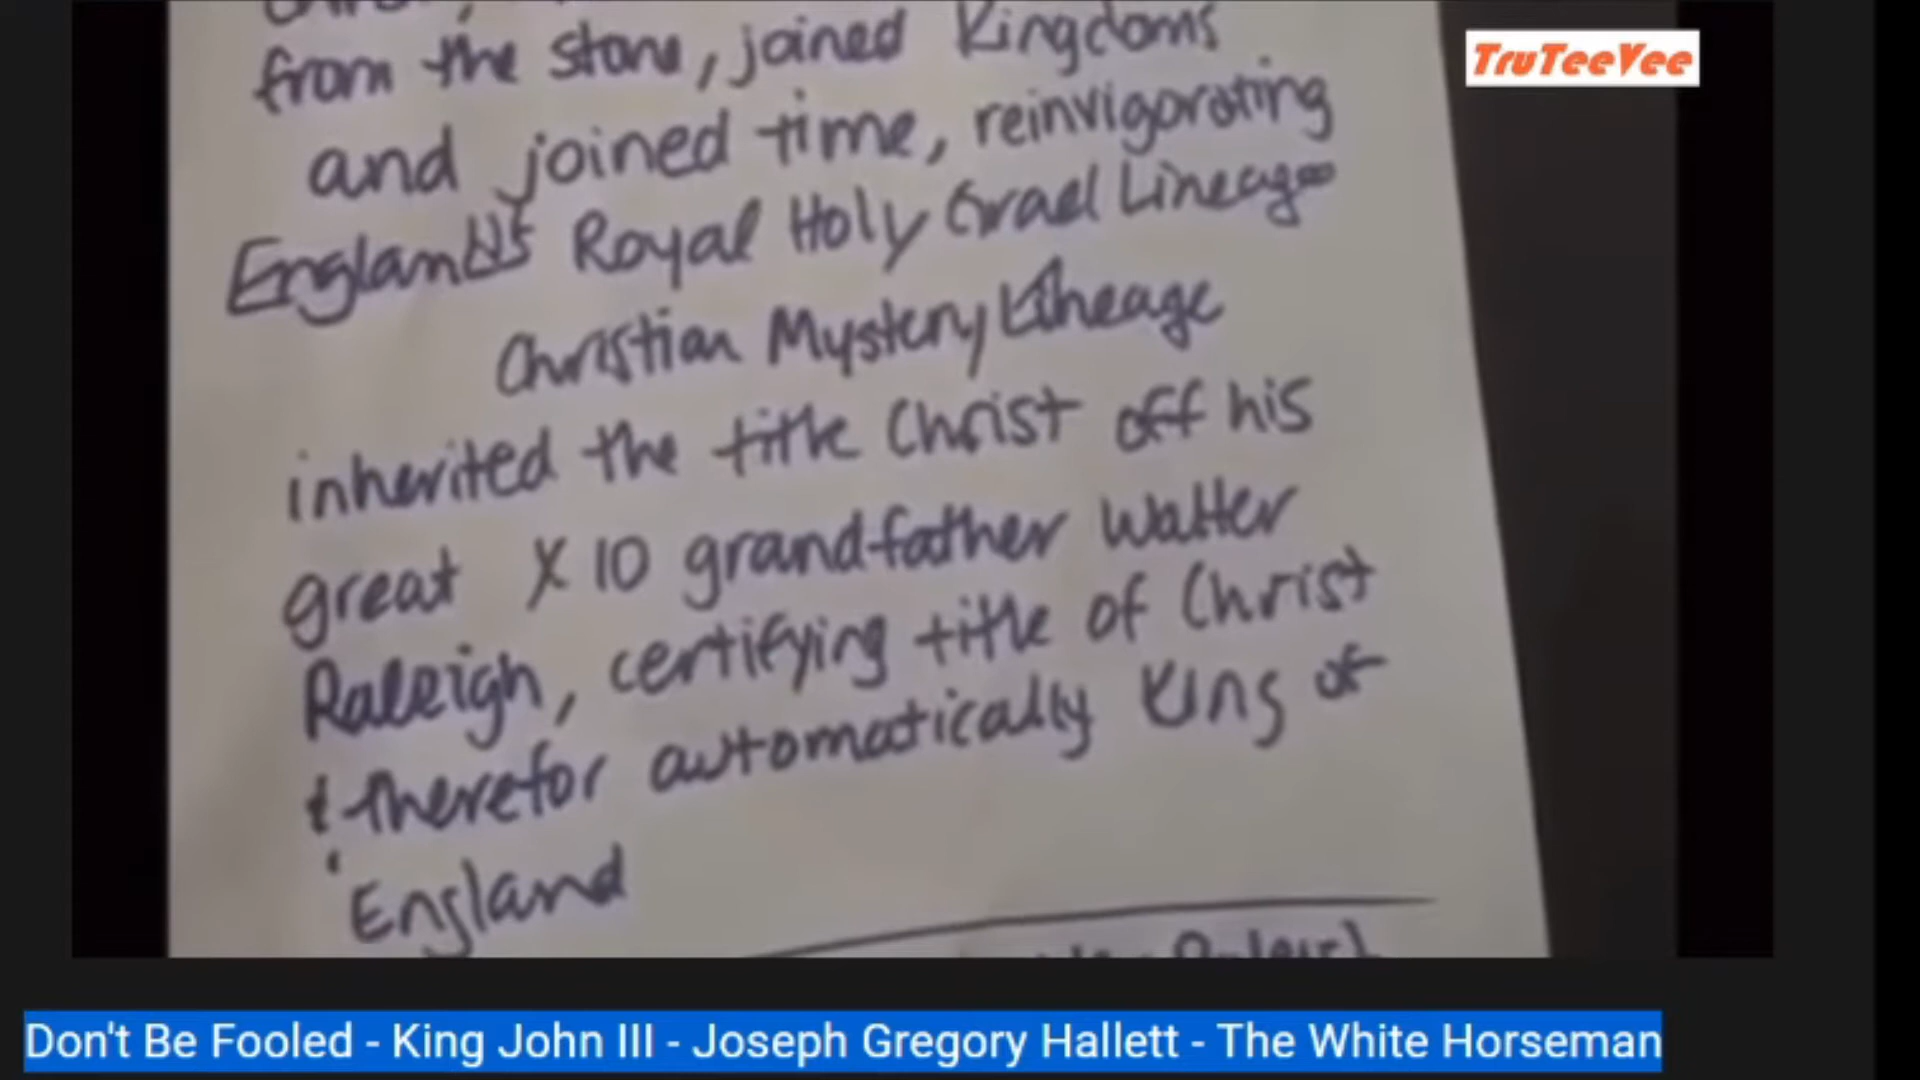 from the stone, joined Kingdoms
TruTeeVee
and joined time, reinvigorating
England's Royal Holy Grael Lineage
Christian Mystery Lineage
inherited the title Christ off his
great X 10 grandfather Walter
Raleigh, certifying title of Christ
& therefor automatically King of
England
Don't Be Fooled - King John III - Joseph Gregory Hallett - The White Horseman